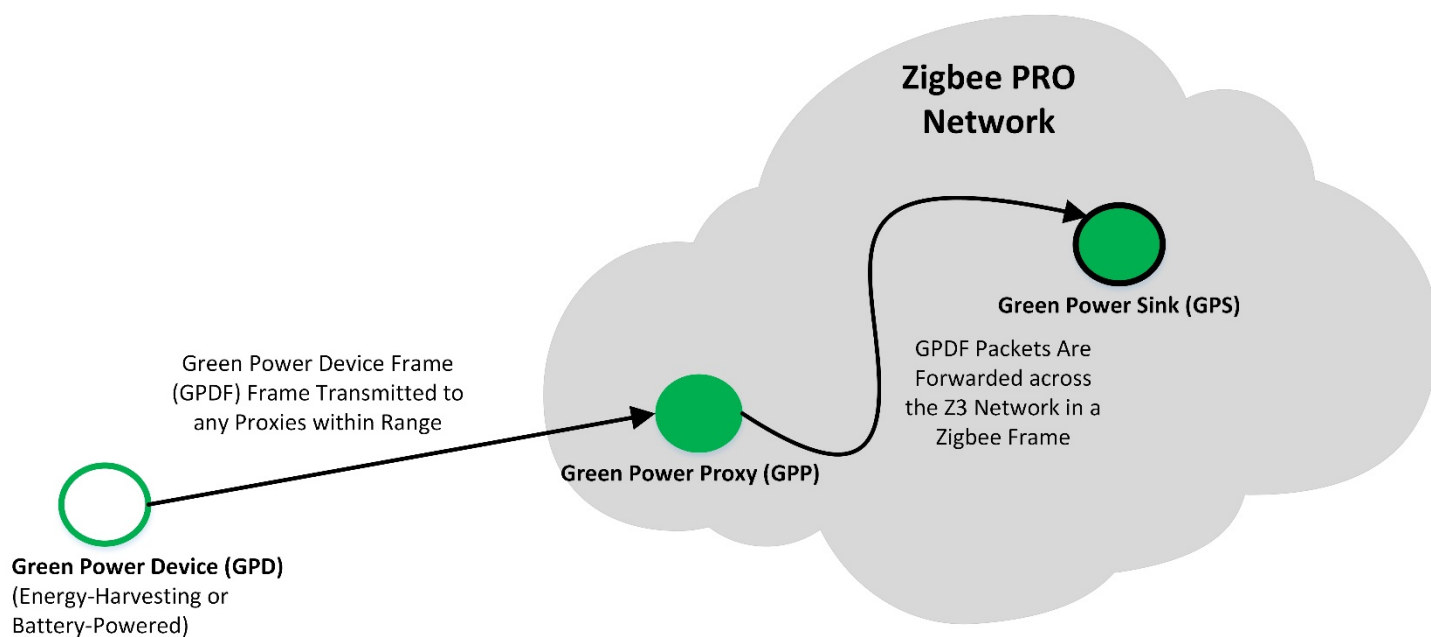 Zigbee PRO
Network
Green Power Sink (GPS)
GPDF Packets Are
Forwarded across
the Z3 Network in a
Zigbee Frame
Green Power Device Frame
(GPDF) Frame Transmitted to
any Proxies within Range
Green Power Proxy (GPP)
Green Power Device (GPD)
(Energy-Harvesting or
Battery-Powered)